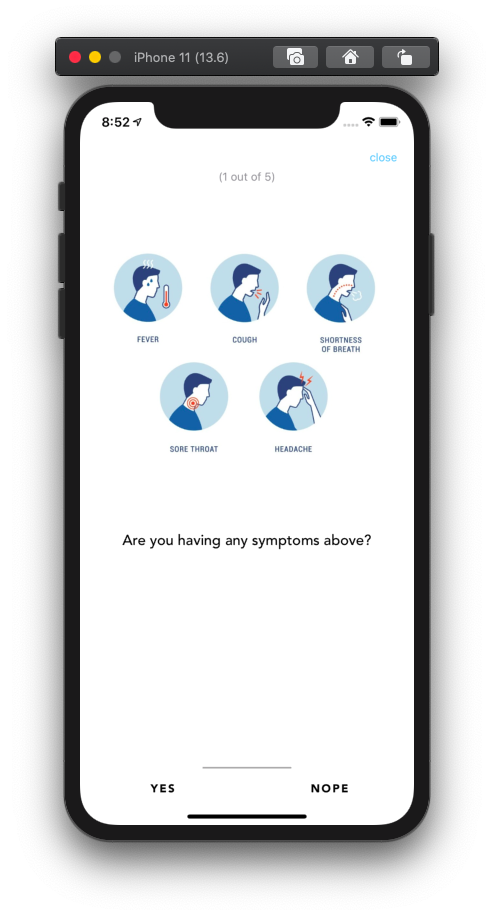 iPhone 11 (13.6)
8:52
close
(1 out of 5)
FEVER
COUGH
SHORTNESS
OF BREATH
SORE THROAT
HEADACHE
Are you having any symptoms above?
YES
NOPE